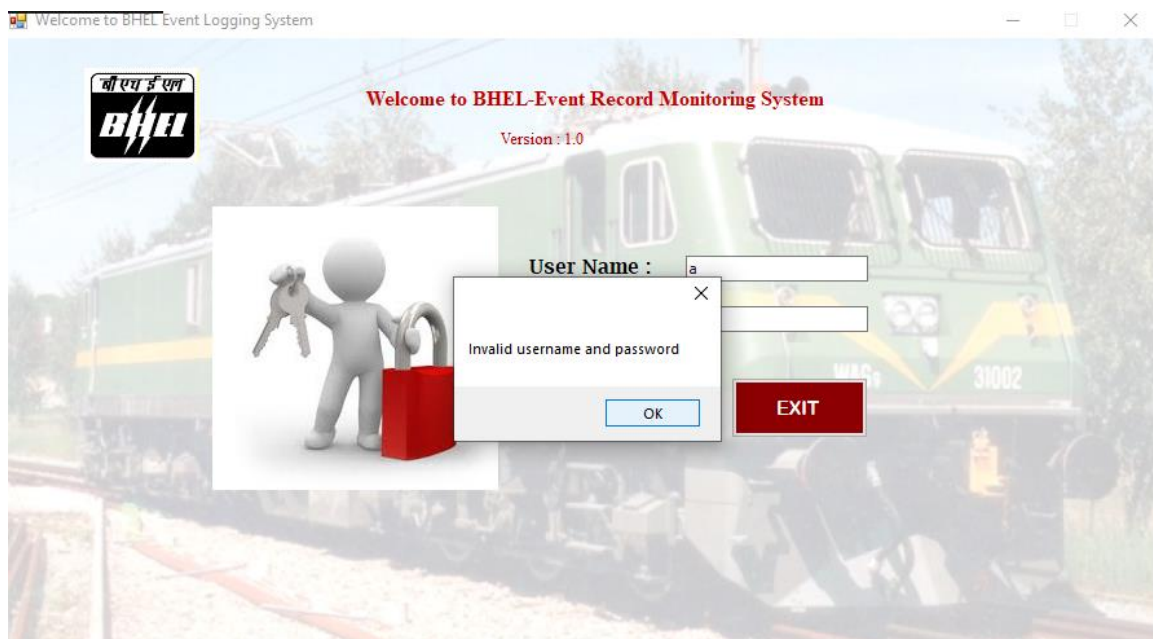 Welcome to BHEL Event Logging System
बी एच ई एल
BHEL
Welcome to BHEL-Event Record Monitoring System
Version : 1.0
User Name :
a
Invalid username and password
OK
EXIT
31002